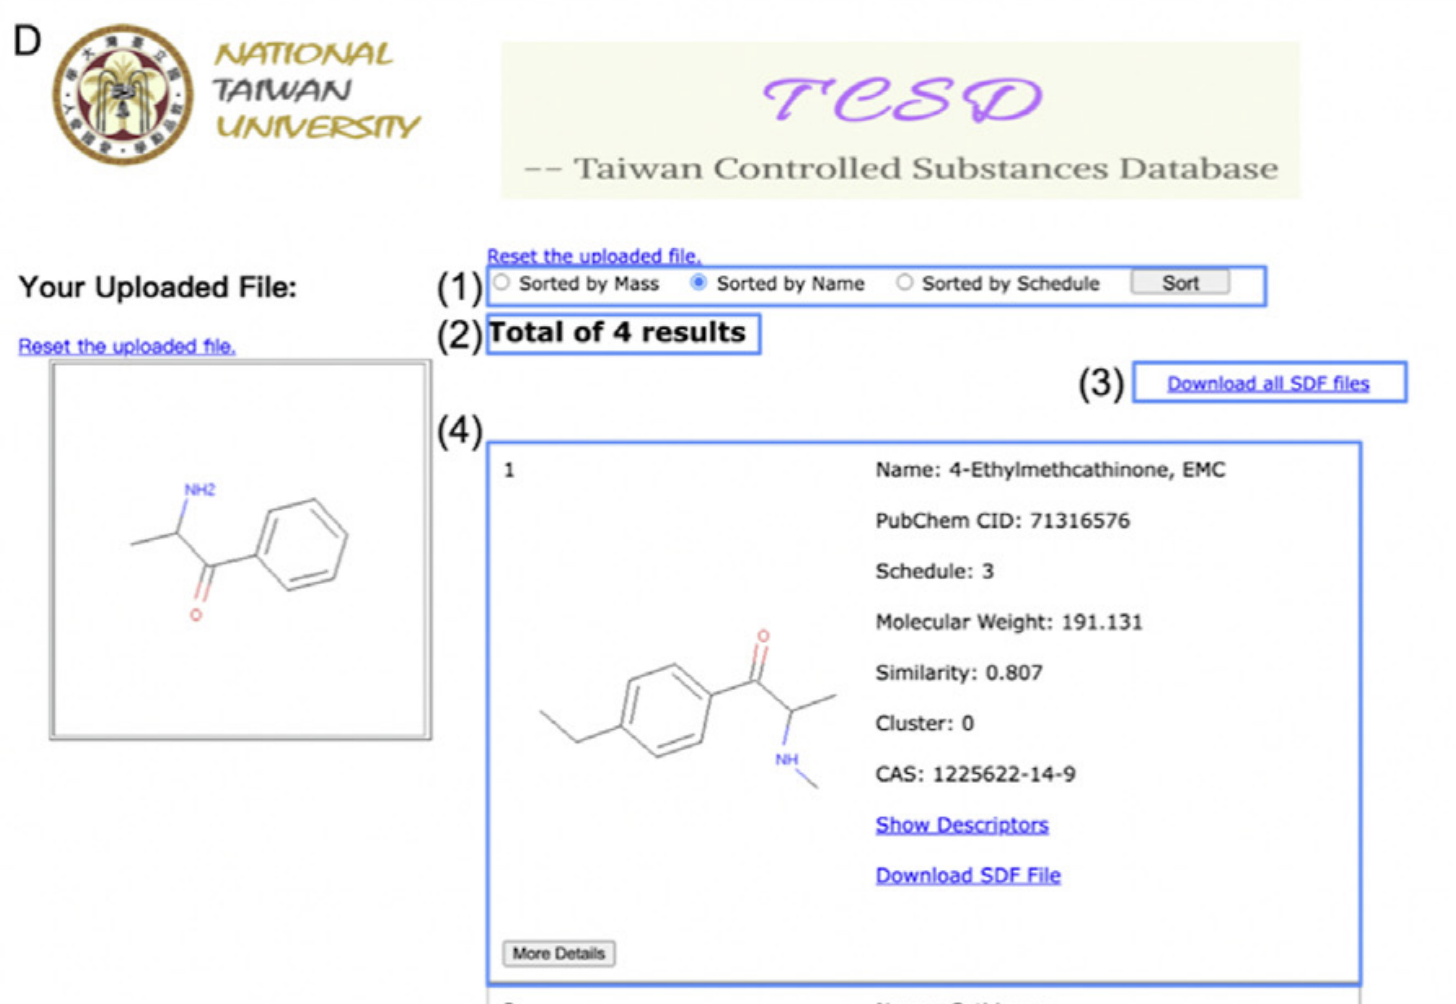 D
NATIONAL
TAIWAN
UNIVERSITY
TCSD
-- Taiwan Controlled Substances Database
Your Uploaded File:
Reset the uploaded file.
NH2
O
Reset the uploaded file.
(1) Sorted by Mass Sorted by Name Sorted by Schedule Sort
(2) Total of 4 results
(3) Download all SDF files
(4)
1
Name: 4-Ethylmethcathinone, EMC
PubChem CID: 71316576
Schedule: 3
Molecular Weight: 191.131
Similarity: 0.807
Cluster: 0
CAS: 1225622-14-9
Show Descriptors
Download SDF File
O
NH
More Details